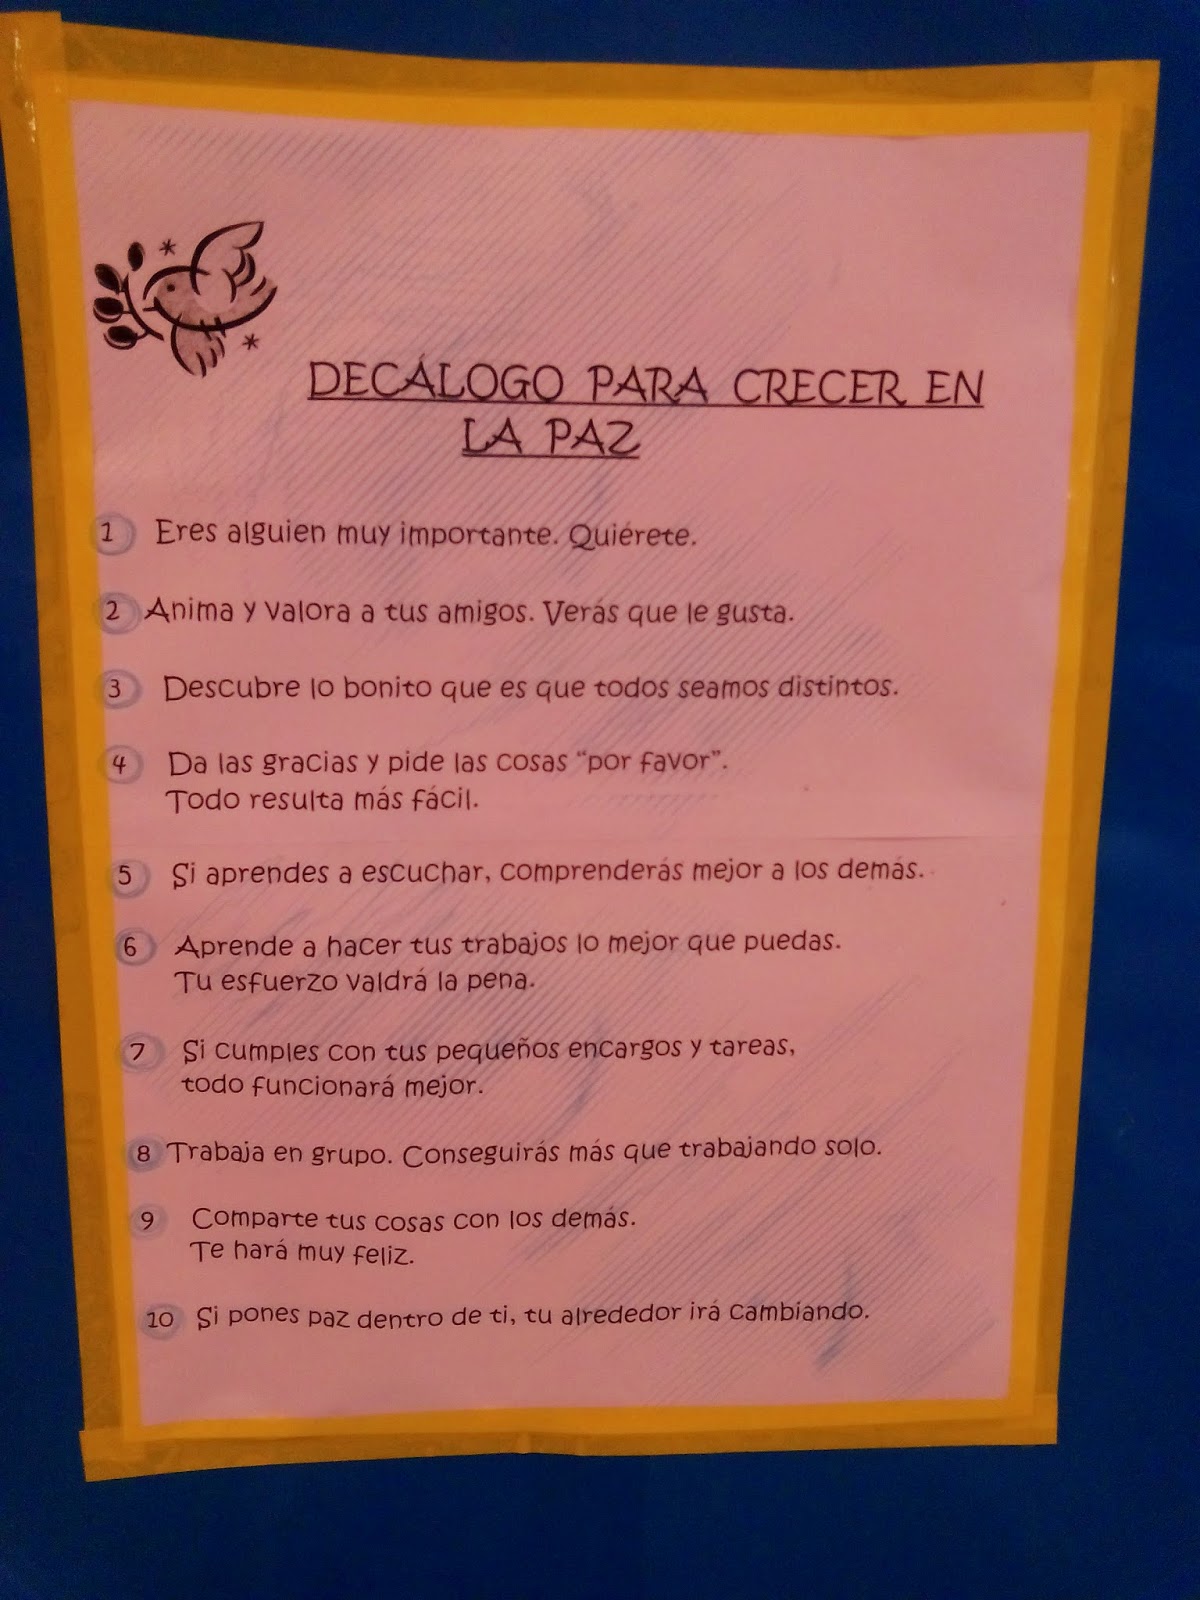 DECÁLOGO PARA CRECER EN
LA PAZ
1 Eres alguien muy importante. Quiérete.
2 Anima y valora a tus amigos. Verás que le gusta.
3 Descubre lo bonito que es que todos seamos distintos.
4 Da las gracias y pide las cosas “por favor”.
Todo resulta más fácil.
5 Si aprendes a escuchar, comprenderás mejor a los demás.
6 Aprende a hacer tus trabajos lo mejor que puedas.
Tu esfuerzo valdrá la pena.
7 Si cumples con tus pequeños encargos y tareas,
todo funcionará mejor.
8 Trabaja en grupo. Conseguirás más que trabajando solo.
9 Comparte tus cosas con los demás.
Te hará muy feliz.
10 Si pones paz dentro de ti, tu alrededor irá cambiando.